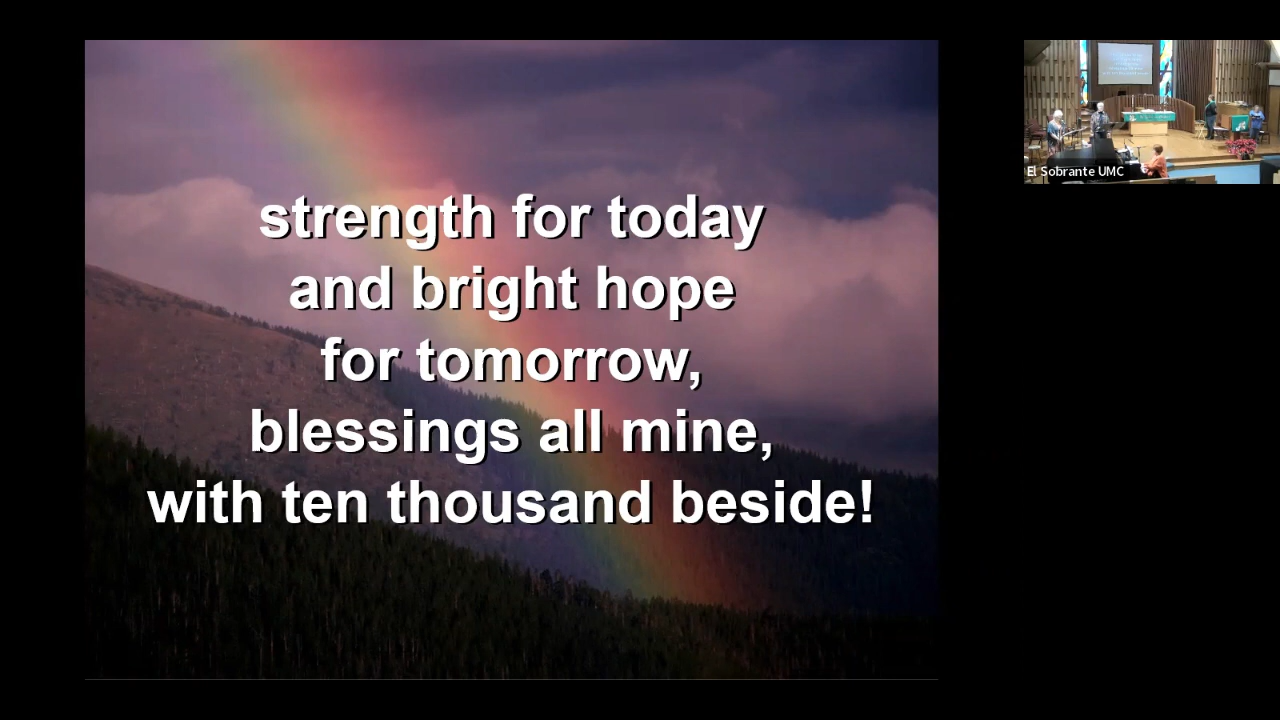 strength for today
and bright hope
for tomorrow,
blessings all mine,
with ten thousand beside!
El Sobrante UMC